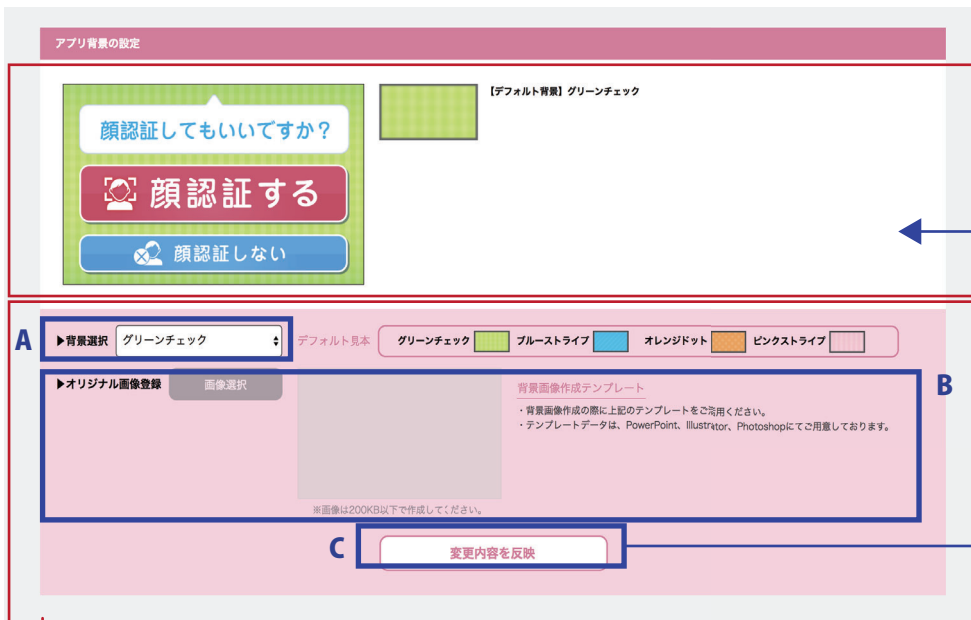 アプリ背景の設定
顔認証してもいいですか?
顔認証する
顔認証しない
【デフォルト背景】グリーンチェック
A
▶背景選択 グリーンチェック
デフォルト見本 グリーンチェック ブルーストライプ オレンジドット ピンクストライプ
▶オリジナル画像登録 画像選択
B
背景画像作成テンプレート
・背景画像作成の際に上記のテンプレートをご活用ください。
・テンプレートデータは、PowerPoint、Illustrator、Photoshopにてご用意しております。
※画像は200KB以下で作成してください。
C
変更内容を反映